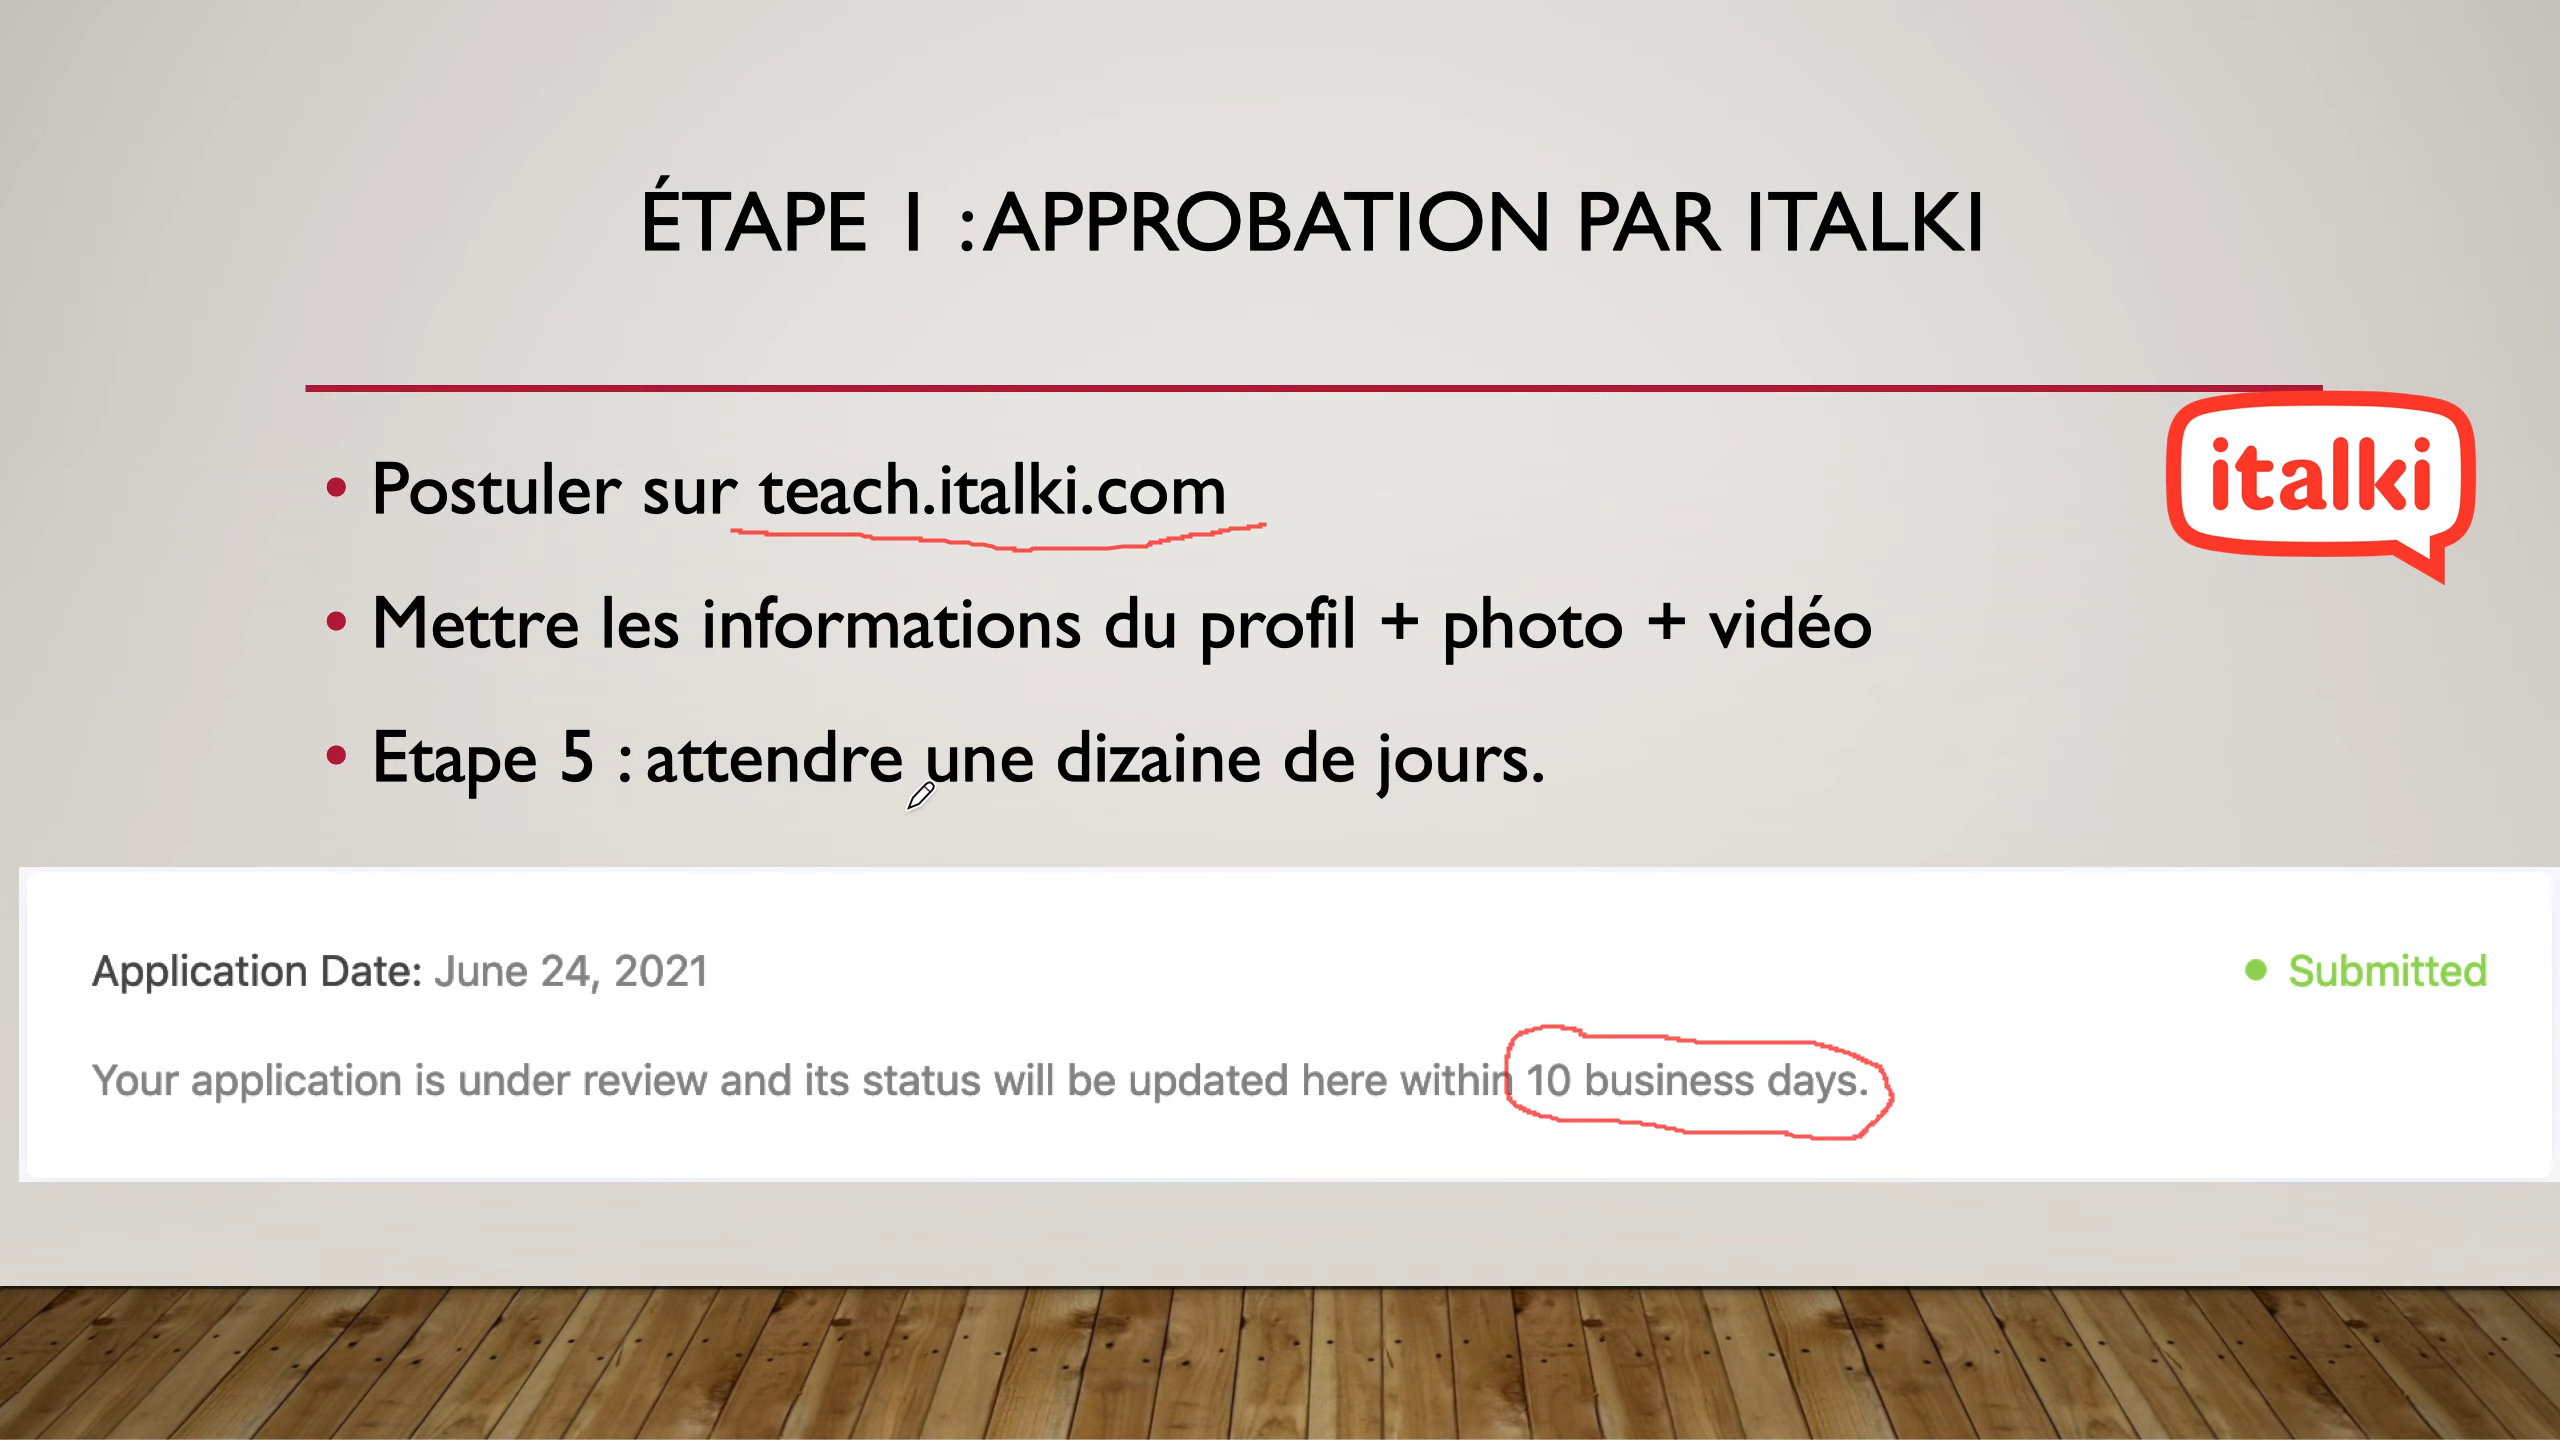 ÉTAPE 1 : APPROBATION PAR ITALKI
• Postuler sur teach.italki.com
italki
• Mettre les informations du profil + photo + vidéo
• Etape 5 : attendre une dizaine de jours.
Application Date: June 24, 2021
Submitted
Your application is under review and its status will be updated here within 10 business days.